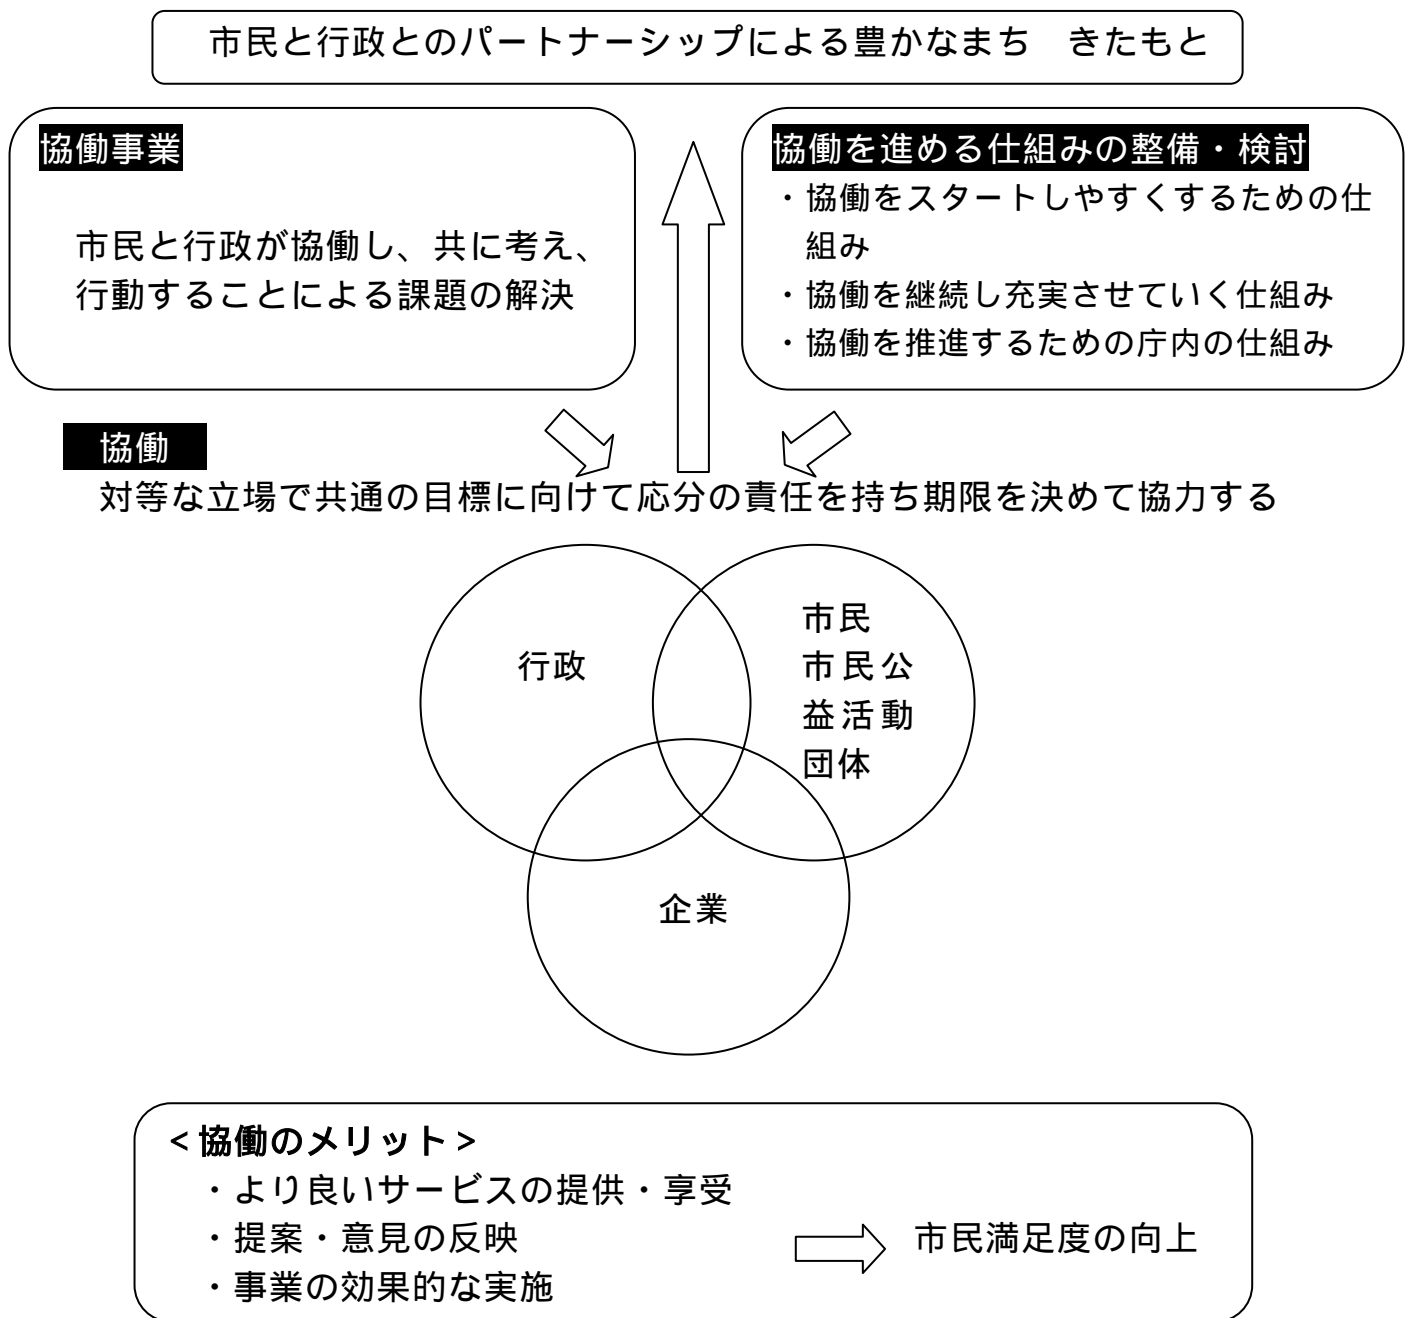 市民と行政とのパートナーシップによる豊かなまち　きたもと
協働事業
市民と行政が協働し、共に考え、
行動することによる課題の解決
協働を進める仕組みの整備・検討
・協働をスタートしやすくするための仕
組み
・協働を継続し充実させていく仕組み
・協働を推進するための庁内の仕組み
協働
対等な立場で共通の目標に向けて応分の責任を持ち期限を決めて協力する
行政
市民
市民公
益活動
団体
企業
＜協働のメリット＞
・より良いサービスの提供・享受
・提案・意見の反映
・事業の効果的な実施
市民満足度の向上